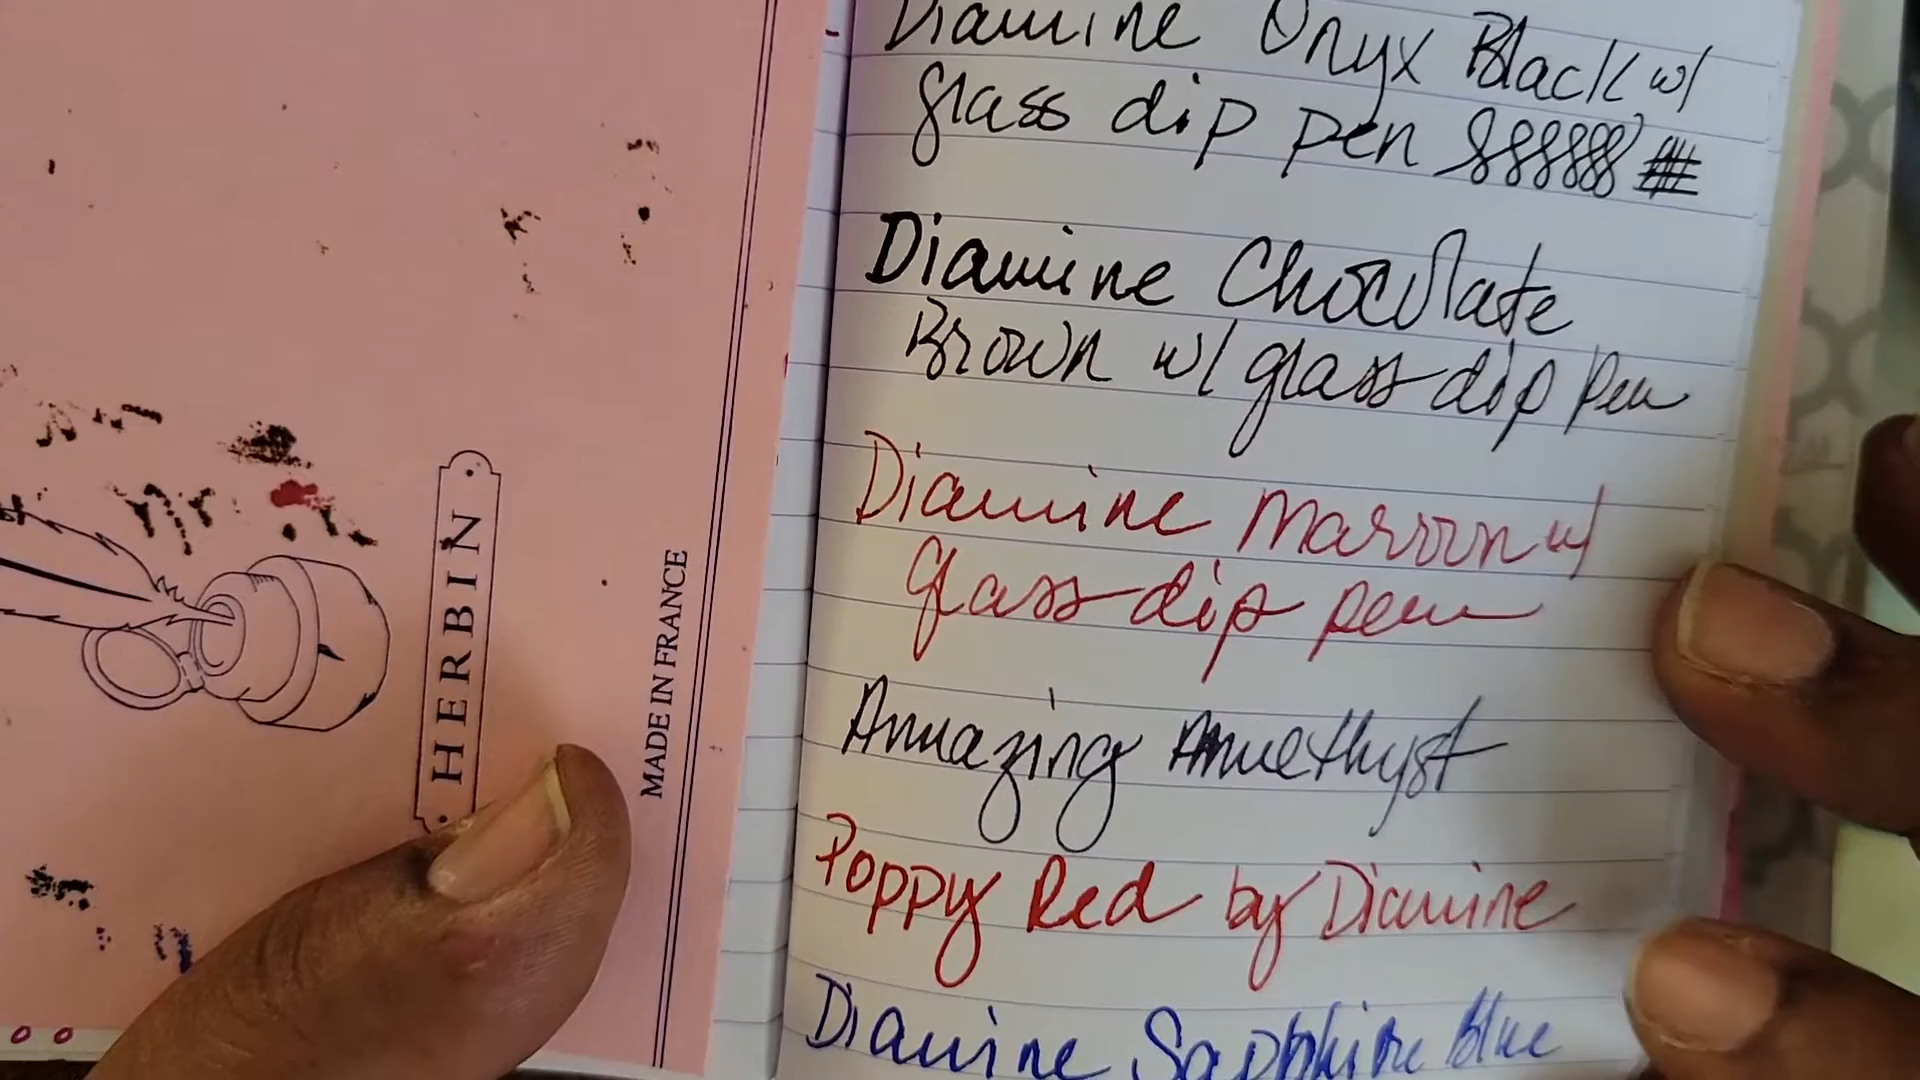 HERBIN
MADE IN FRANCE
Diamine Onyx Black w/
glass dip pen
Diamine Chocolate
Brown w/ glass dip pen
Diamine Maroon w/
glass dip pen
Amazing Amethyst
Poppy Red by Diamine
Diamine Sapphire Blue